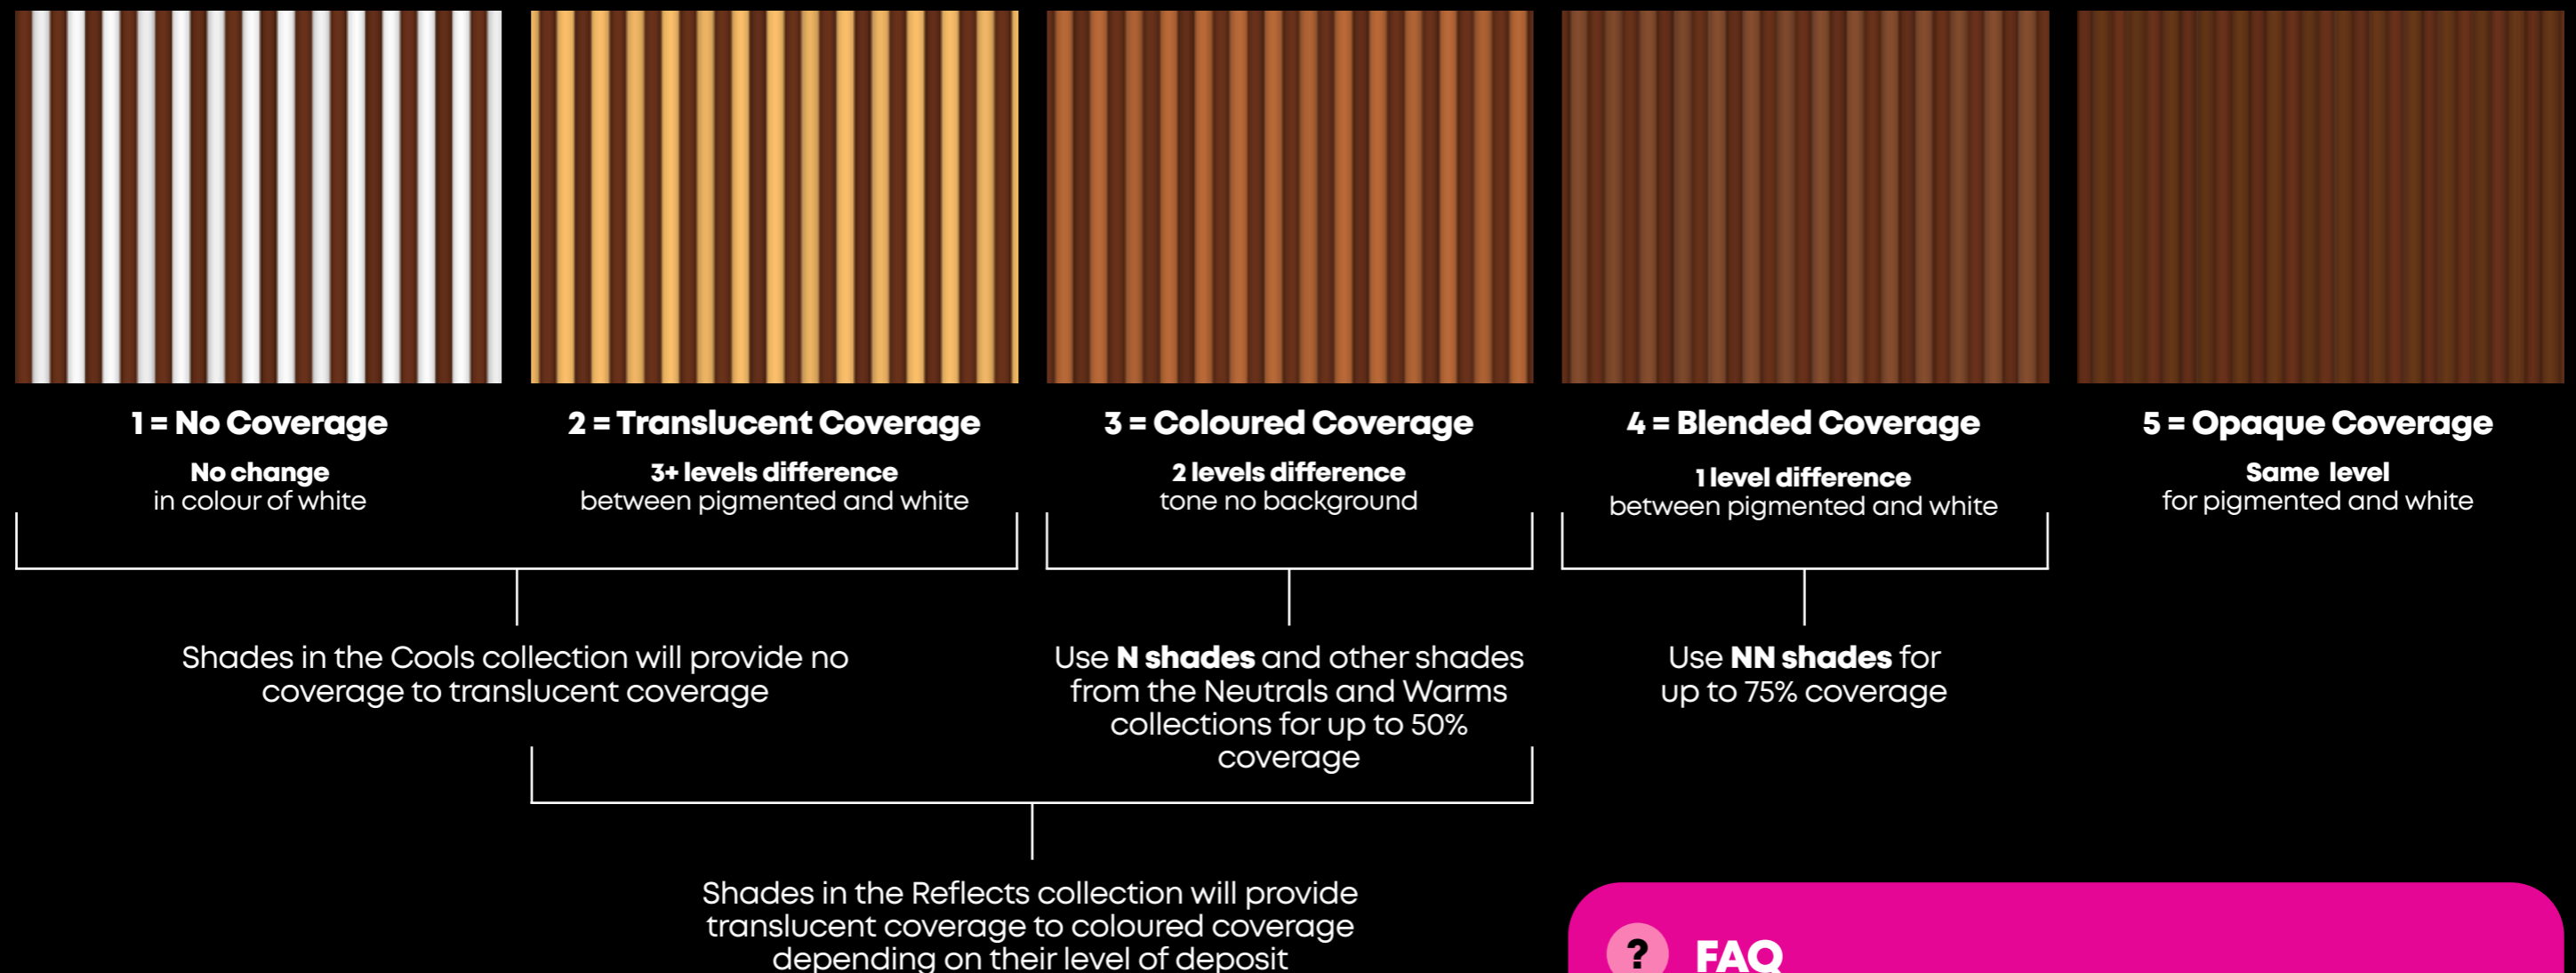 1 = No Coverage
No change
in colour of white
2 = Translucent Coverage
3+ levels difference
between pigmented and white
3 = Coloured Coverage
2 levels difference
tone no background
4 = Blended Coverage
1 level difference
between pigmented and white
5 = Opaque Coverage
Same level
for pigmented and white
Shades in the Cools collection will provide no
coverage to translucent coverage
Use N shades and other shades
from the Neutrals and Warms
collections for up to 50%
coverage
Use NN shades for
up to 75% coverage
Shades in the Reflects collection will provide
translucent coverage to coloured coverage
depending on their level of deposit
? FAQ